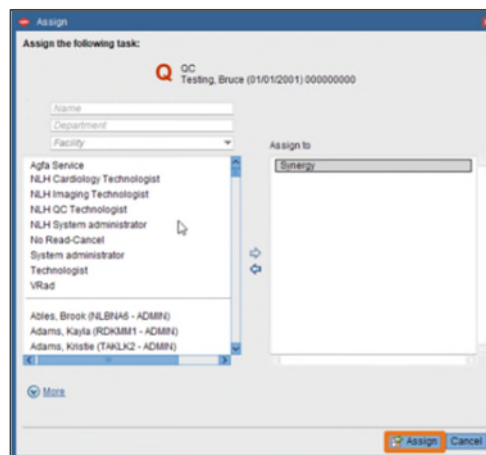 Assign
Assign the following task:
Q
QC
Testing, Bruce (01/01/2001) 000000000
Name
Department
Facility
Assign to
Agfa Service
NLH Cardiology Technologist
NLH Imaging Technologist
NLH QC Technologist
NLH System administrator
No Read-Cancel
System administrator
Technologist
VRad
Ables, Brook (NLBNA6 - ADMIN)
Adams, Kayla (RDKMM1 - ADMIN)
Adams, Kristie (TAKLK2 - ADMIN)
Synergy
More
Assign
Cancel